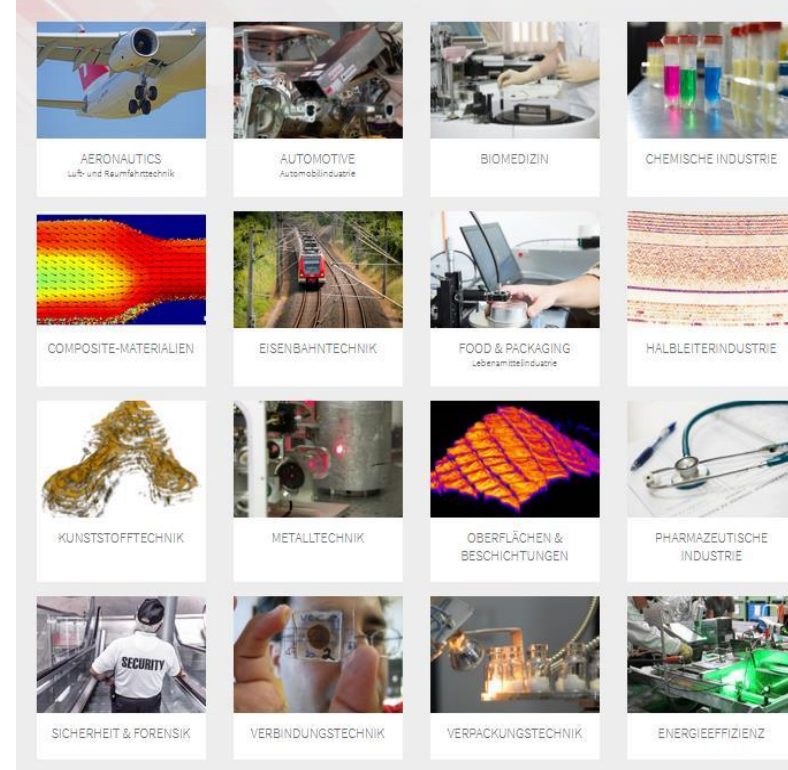 AERONAUTICS
Luft- und Raumfahrttechnik
AUTOMOTIVE
Automobilindustrie
BIOMEDIZIN
CHEMISCHE INDUSTRIE
COMPOSITE-MATERIALIEN
EISENBAHNTECHNIK
FOOD & PACKAGING
Lebensmittelindustrie
HALBLEITERINDUSTRIE
KUNSTSTOFFTECHNIK
METALLTECHNIK
OBERFLÄCHEN &
BESCHICHTUNGEN
PHARMAZEUTISCHE
INDUSTRIE
SECURITY
SICHERHEIT & FORENSIK
VERBINDUNGSTECHNIK
VERPACKUNGSTECHNIK
ENERGIEEFFIZIENZ